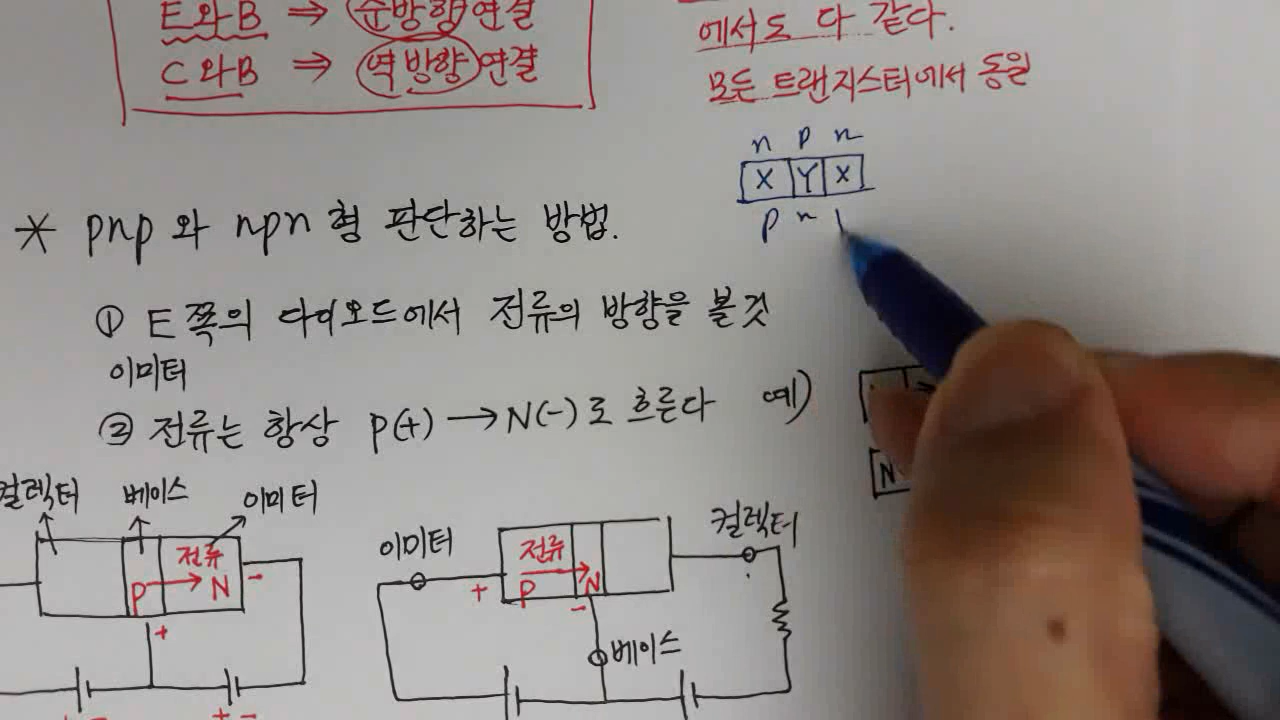 E와B ⇒ 순방향 연결
C와B ⇒ 역방향 연결
에서도 다 같다.
모든 트랜지스터에서 동일
n p n
X Y X
p n
* pnp 와 npn 형 판단하는 방법.
① E 쪽의 다이오드에서 전류의 방향을 볼 것
이미터
② 전류는 항상 p(+) → N(-)로 흐른다 예)
N
컬렉터 베이스 이미터
전류
P → N -
+
+ -
이미터 컬렉터
전류
+ P → N
-
베이스